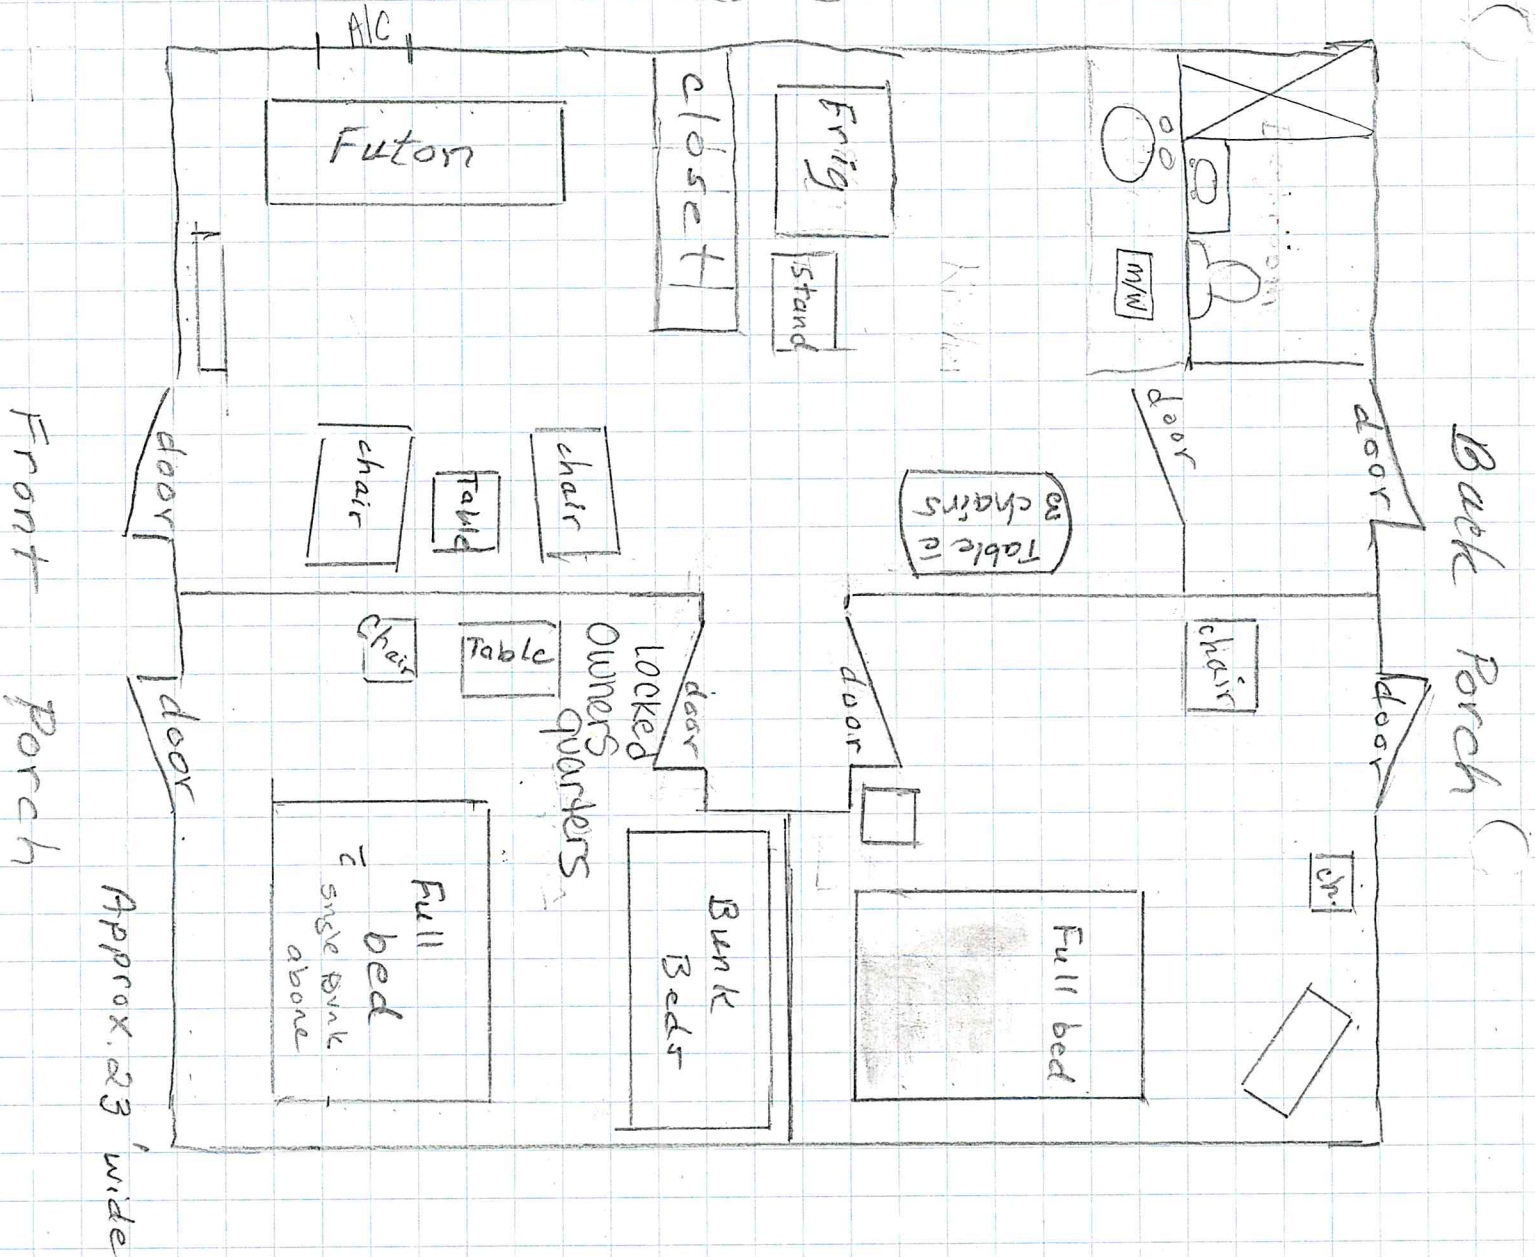 A/C
Futon
closet
Frig
stand
M/W
door
door
Back Porch
door
Front Porch
chair
Table
chair
Table c̄
3 chairs
Chair
Table
Locked
Owners
Quarters
door
door
chair
door
door
ch.
Full
bed
c̄ single bunk
above
Bunk
Beds
Full bed
Approx. 23' wide